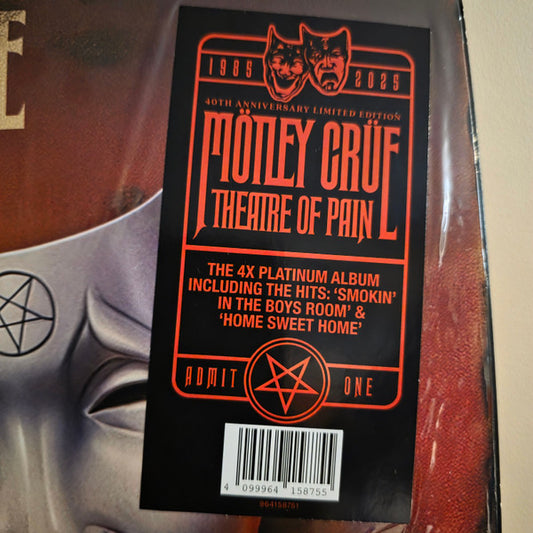 E
1985 2025
40TH ANNIVERSARY LIMITED EDITION
MÖTLEY CRÜE
THEATRE OF PAIN
THE 4X PLATINUM ALBUM
INCLUDING THE HITS: ‘SMOKIN’
IN THE BOYS ROOM’ &
‘HOME SWEET HOME’
ADMIT ONE
4 099964 158755
964158751